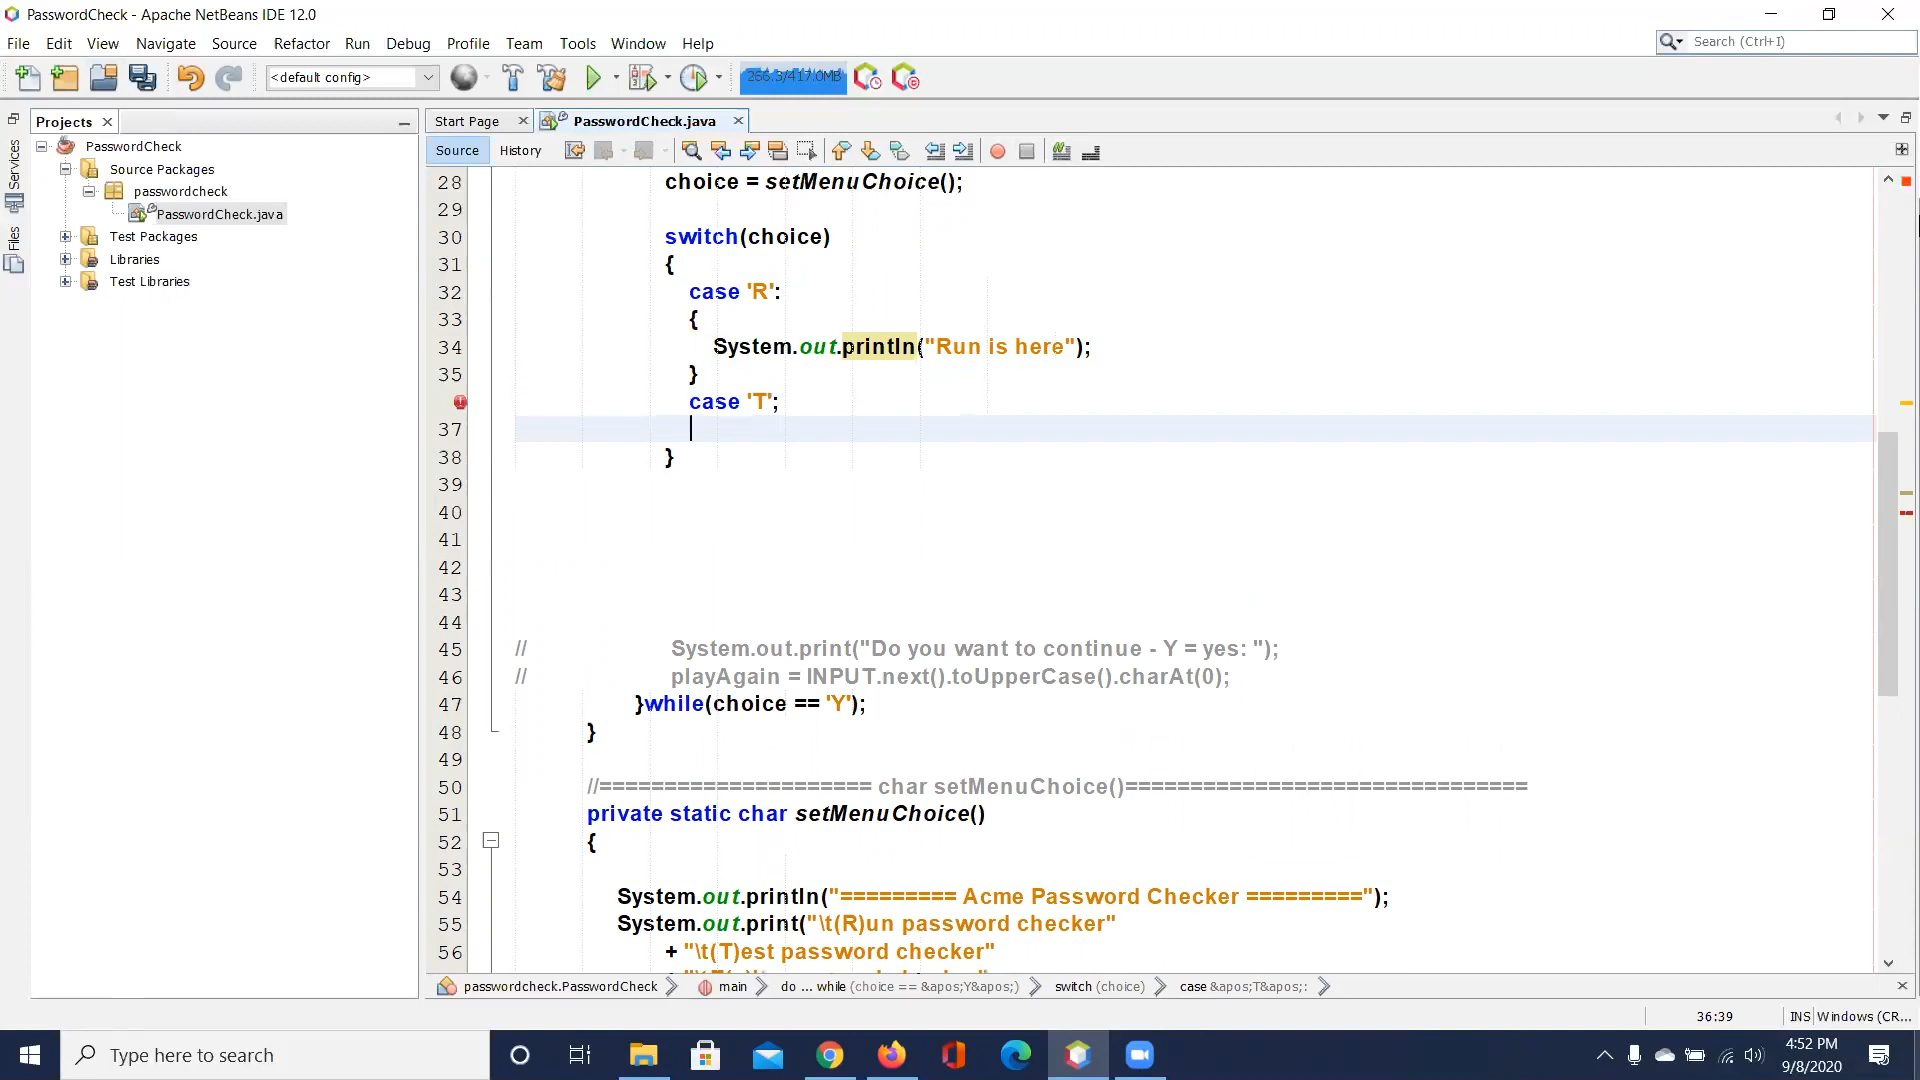 PasswordCheck - Apache NetBeans IDE 12.0
File Edit View Navigate Source Refactor Run Debug Profile Team Tools Window Help
Search (Ctrl+I)
<default config>
266.3/417.0MB
Projects
Start Page
PasswordCheck.java
Services
Files
PasswordCheck
Source Packages
passwordcheck
PasswordCheck.java
Test Packages
Libraries
Test Libraries
Source History
28 choice = setMenuChoice();
29
30 switch(choice)
31 {
32 case 'R':
33 {
34 System.out.println("Run is here");
35 }
case 'T';
37
38 }
39
40
41
42
43
44
45 // System.out.print("Do you want to continue - Y = yes: ");
46 // playAgain = INPUT.next().toUpperCase().charAt(0);
47 }while(choice == 'Y');
48 }
49
50 //===================== char setMenuChoice()===============================
51 private static char setMenuChoice()
52 {
53
54 System.out.println("========= Acme Password Checker =========");
55 System.out.print("\t(R)un password checker"
56 + "\t(T)est password checker"
passwordcheck.PasswordCheck main do ... while (choice == &apos;Y&apos;) switch (choice) case &apos;T&apos;:
36:39 INS Windows (CR...
Type here to search
4:52 PM
9/8/2020